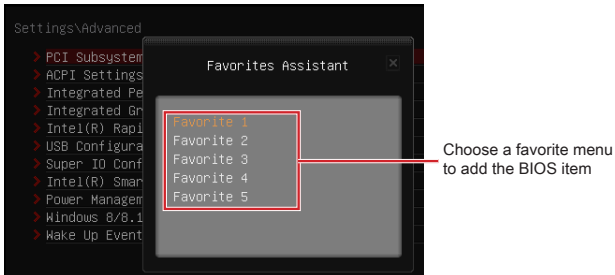 Settings\Advanced
PCI Subsystem
ACPI Settings
Integrated Pe
Integrated Gr
Intel(R) Rapi
USB Configura
Super IO Conf
Intel(R) Smar
Power Managem
Windows 8/8.1
Wake Up Event
Favorites Assistant
Favorite 1
Favorite 2
Favorite 3
Favorite 4
Favorite 5
Choose a favorite menu
to add the BIOS item